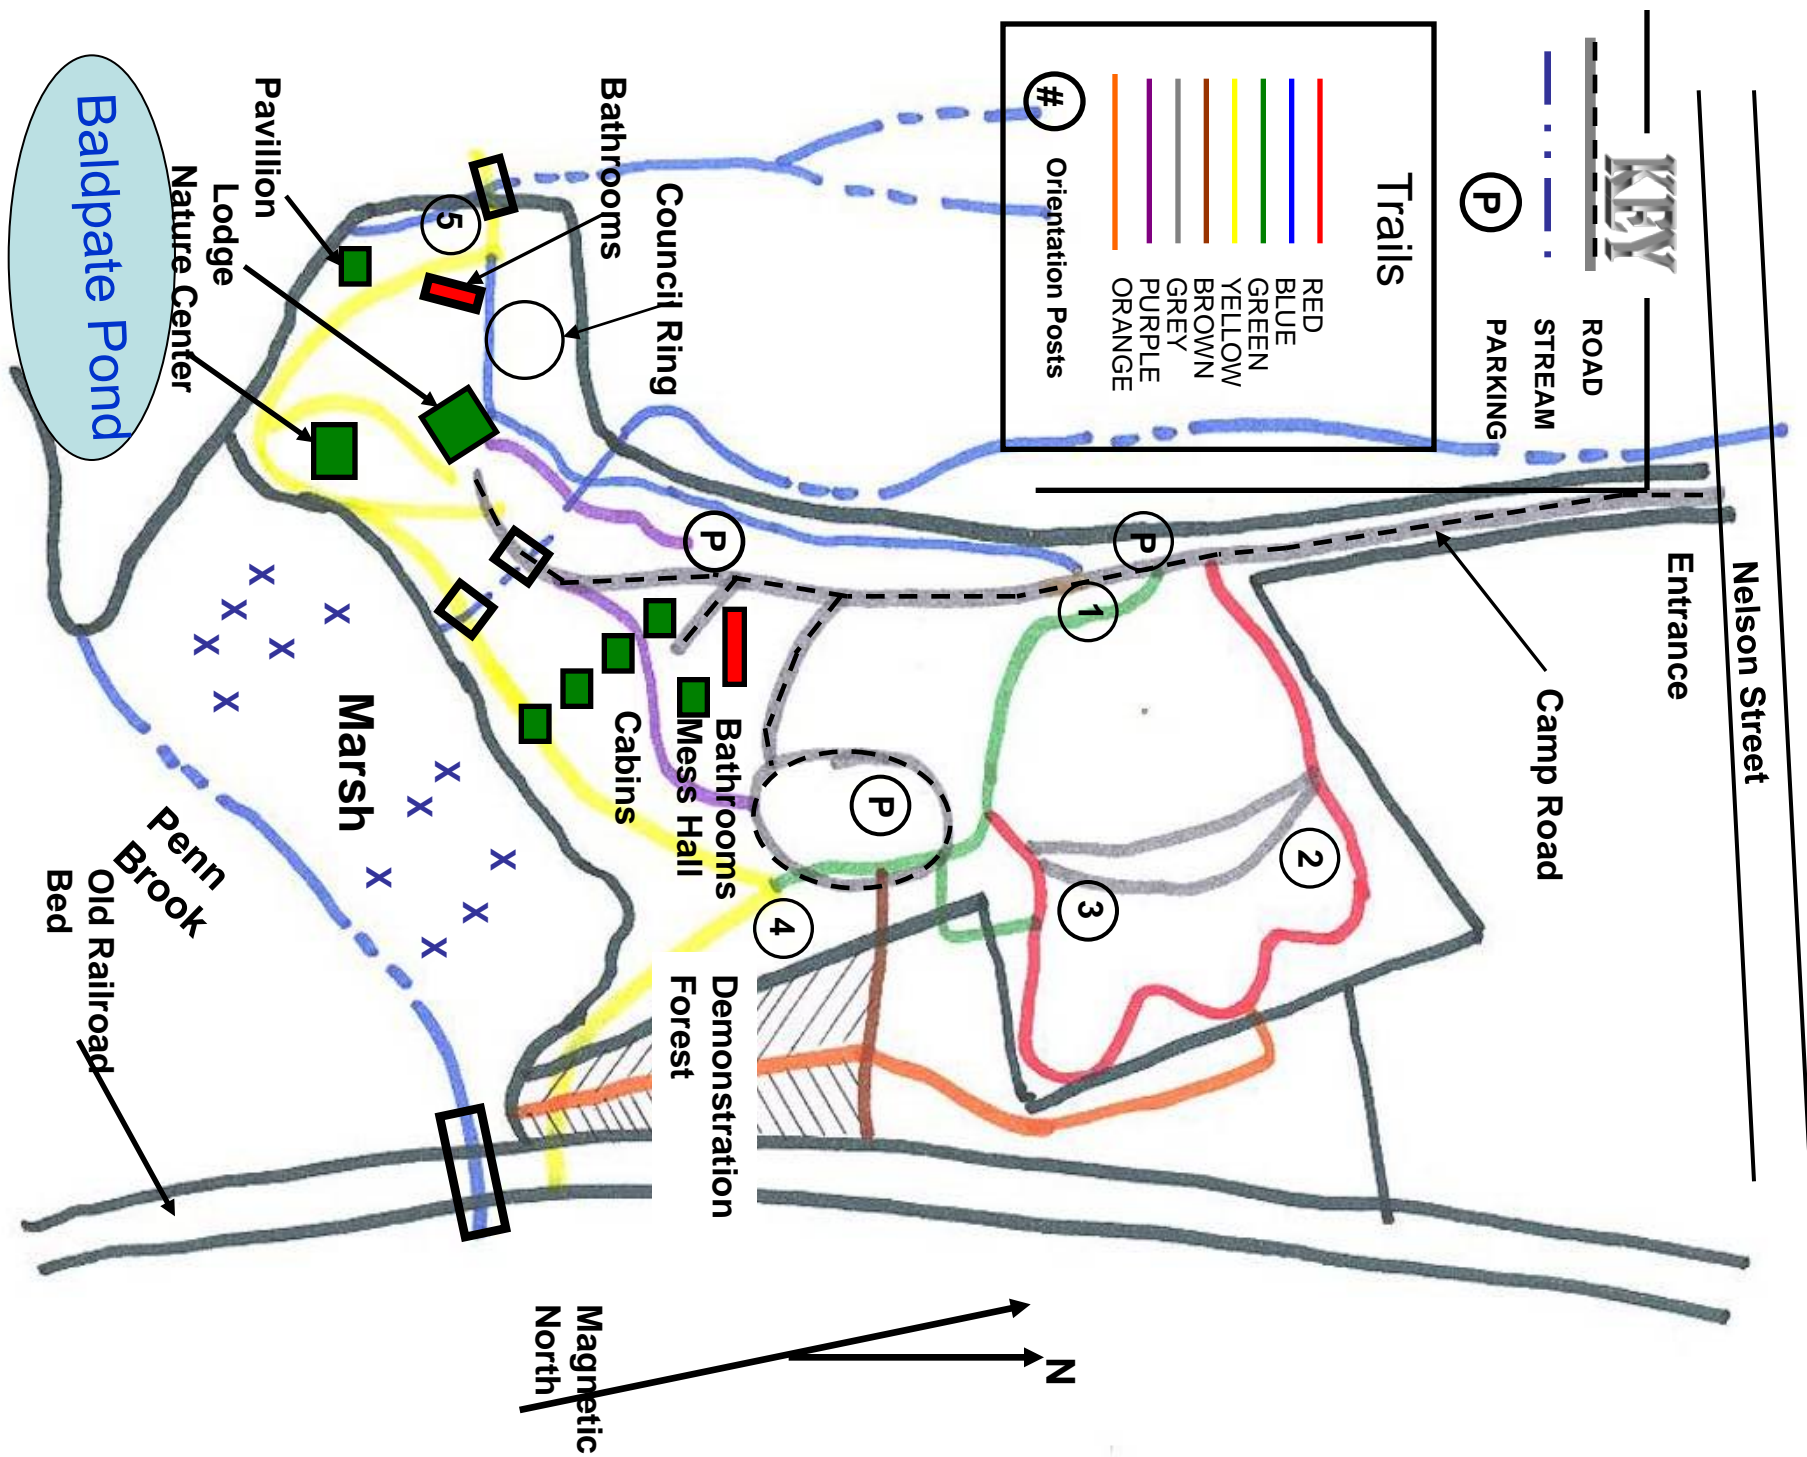 KEY
ROAD
STREAM
P
PARKING
Trails
RED
BLUE
GREEN
YELLOW
BROWN
GREY
PURPLE
ORANGE
#
Orientation Posts
Nelson Street
Entrance
Camp Road
P
1
2
3
P
P
4
Bathrooms
Mess Hall
Cabins
Demonstration
Forest
Council Ring
Bathrooms
5
Pavillion
Lodge
Nature Center
Baldpate Pond
Marsh
X
X
X
X
X
X
X
X
X
X
X
X
Penn
Brook
Old Railroad
Bed
N
Magnetic
North